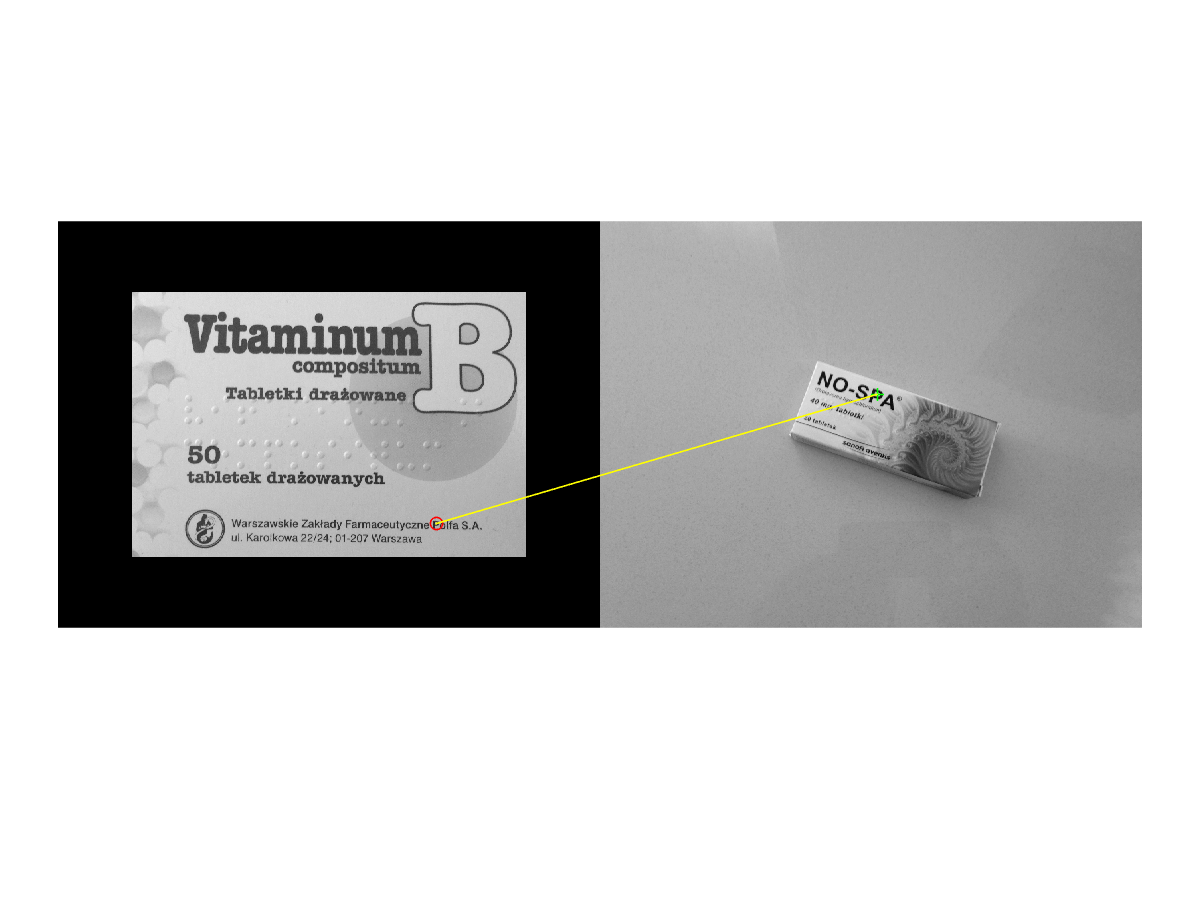 Vitaminum B
compositum
Tabletki drażowane
50
tabletek drażowanych
Warszawskie Zakłady Farmaceutyczne Polfa S.A.
ul. Karolkowa 22/24; 01-207 Warszawa
NO-SPA®
40 mg, tabletki
20 tabletek
sanofi aventis